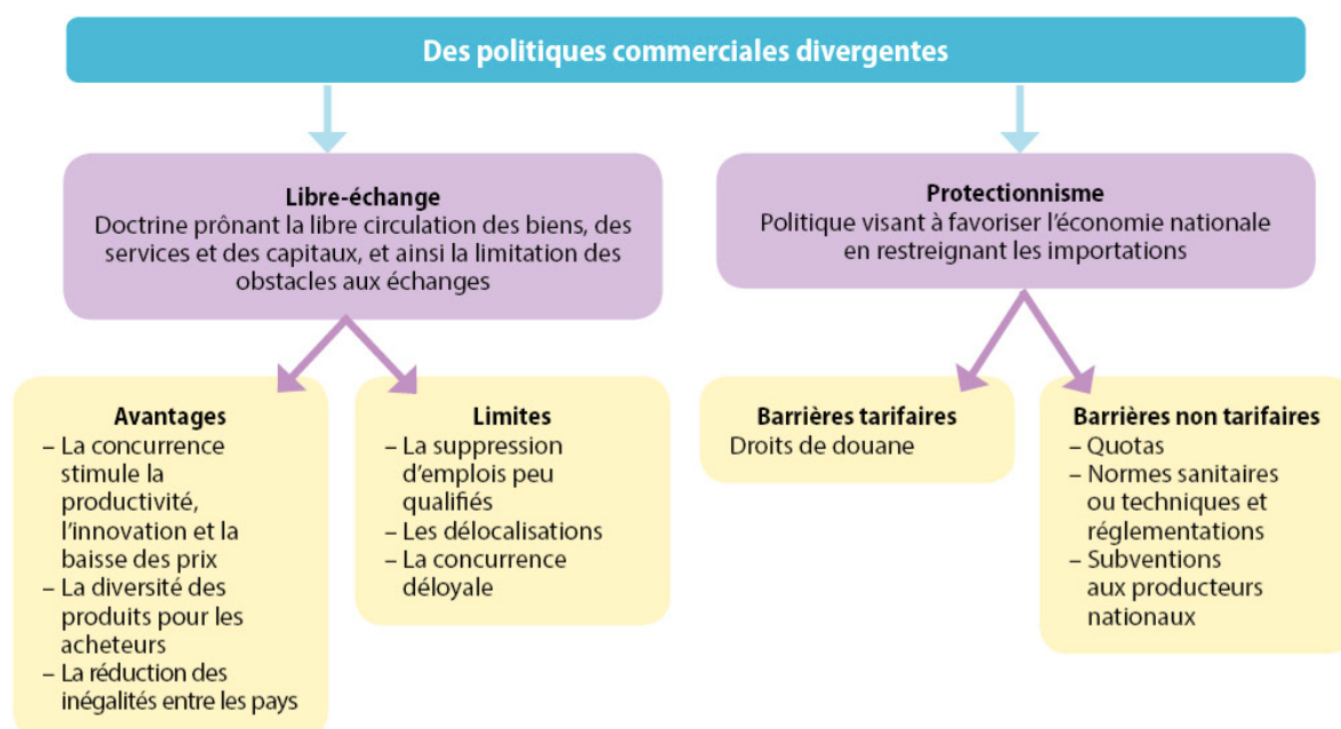 Des politiques commerciales divergentes
Libre-échange
Doctrine prônant la libre circulation des biens, des
services et des capitaux, et ainsi la limitation des
obstacles aux échanges
Protectionnisme
Politique visant à favoriser l’économie nationale
en restreignant les importations
Avantages
– La concurrence
stimule la
productivité,
l’innovation et la
baisse des prix
– La diversité des
produits pour les
acheteurs
– La réduction des
inégalités entre les pays
Limites
– La suppression
d’emplois peu
qualifiés
– Les délocalisations
– La concurrence
déloyale
Barrières tarifaires
Droits de douane
Barrières non tarifaires
– Quotas
– Normes sanitaires
ou techniques et
réglementations
– Subventions
aux producteurs
nationaux